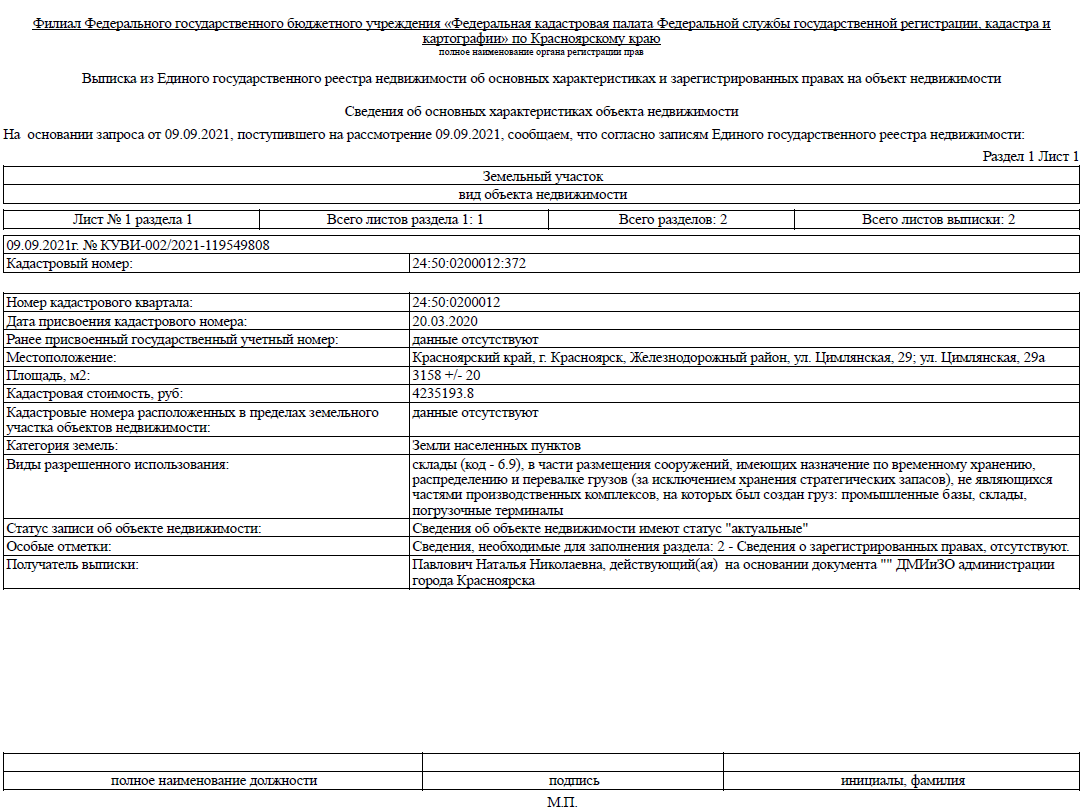 Филиал Федерального государственного бюджетного учреждения «Федеральная кадастровая палата Федеральной службы государственной регистрации, кадастра и
картографии» по Красноярскому краю
полное наименование органа регистрации прав
Выписка из Единого государственного реестра недвижимости об основных характеристиках и зарегистрированных правах на объект недвижимости
Сведения об основных характеристиках объекта недвижимости
На основании запроса от 09.09.2021, поступившего на рассмотрение 09.09.2021, сообщаем, что согласно записям Единого государственного реестра недвижимости:
Раздел 1 Лист 1
Земельный участок
вид объекта недвижимости
Лист № 1 раздела 1 Всего листов раздела 1: 1 Всего разделов: 2 Всего листов выписки: 2
09.09.2021г. № КУВИ-002/2021-119549808
Кадастровый номер: 24:50:0200012:372
Номер кадастрового квартала: 24:50:0200012
Дата присвоения кадастрового номера: 20.03.2020
Ранее присвоенный государственный учетный номер: данные отсутствуют
Местоположение: Красноярский край, г. Красноярск, Железнодорожный район, ул. Цимлянская, 29; ул. Цимлянская, 29а
Площадь, м2: 3158 +/- 20
Кадастровая стоимость, руб: 4235193.8
Кадастровые номера расположенных в пределах земельного данные отсутствуют
участка объектов недвижимости:
Категория земель: Земли населенных пунктов
Виды разрешенного использования: склады (код - 6.9), в части размещения сооружений, имеющих назначение по временному хранению,
распределению и перевалке грузов (за исключением хранения стратегических запасов), не являющихся
частями производственных комплексов, на которых был создан груз: промышленные базы, склады,
погрузочные терминалы
Статус записи об объекте недвижимости: Сведения об объекте недвижимости имеют статус "актуальные"
Особые отметки: Сведения, необходимые для заполнения раздела: 2 - Сведения о зарегистрированных правах, отсутствуют.
Получатель выписки: Павлович Наталья Николаевна, действующий(ая) на основании документа "" ДМИиЗО администрации
города Красноярска
полное наименование должности подпись инициалы, фамилия
М.П.